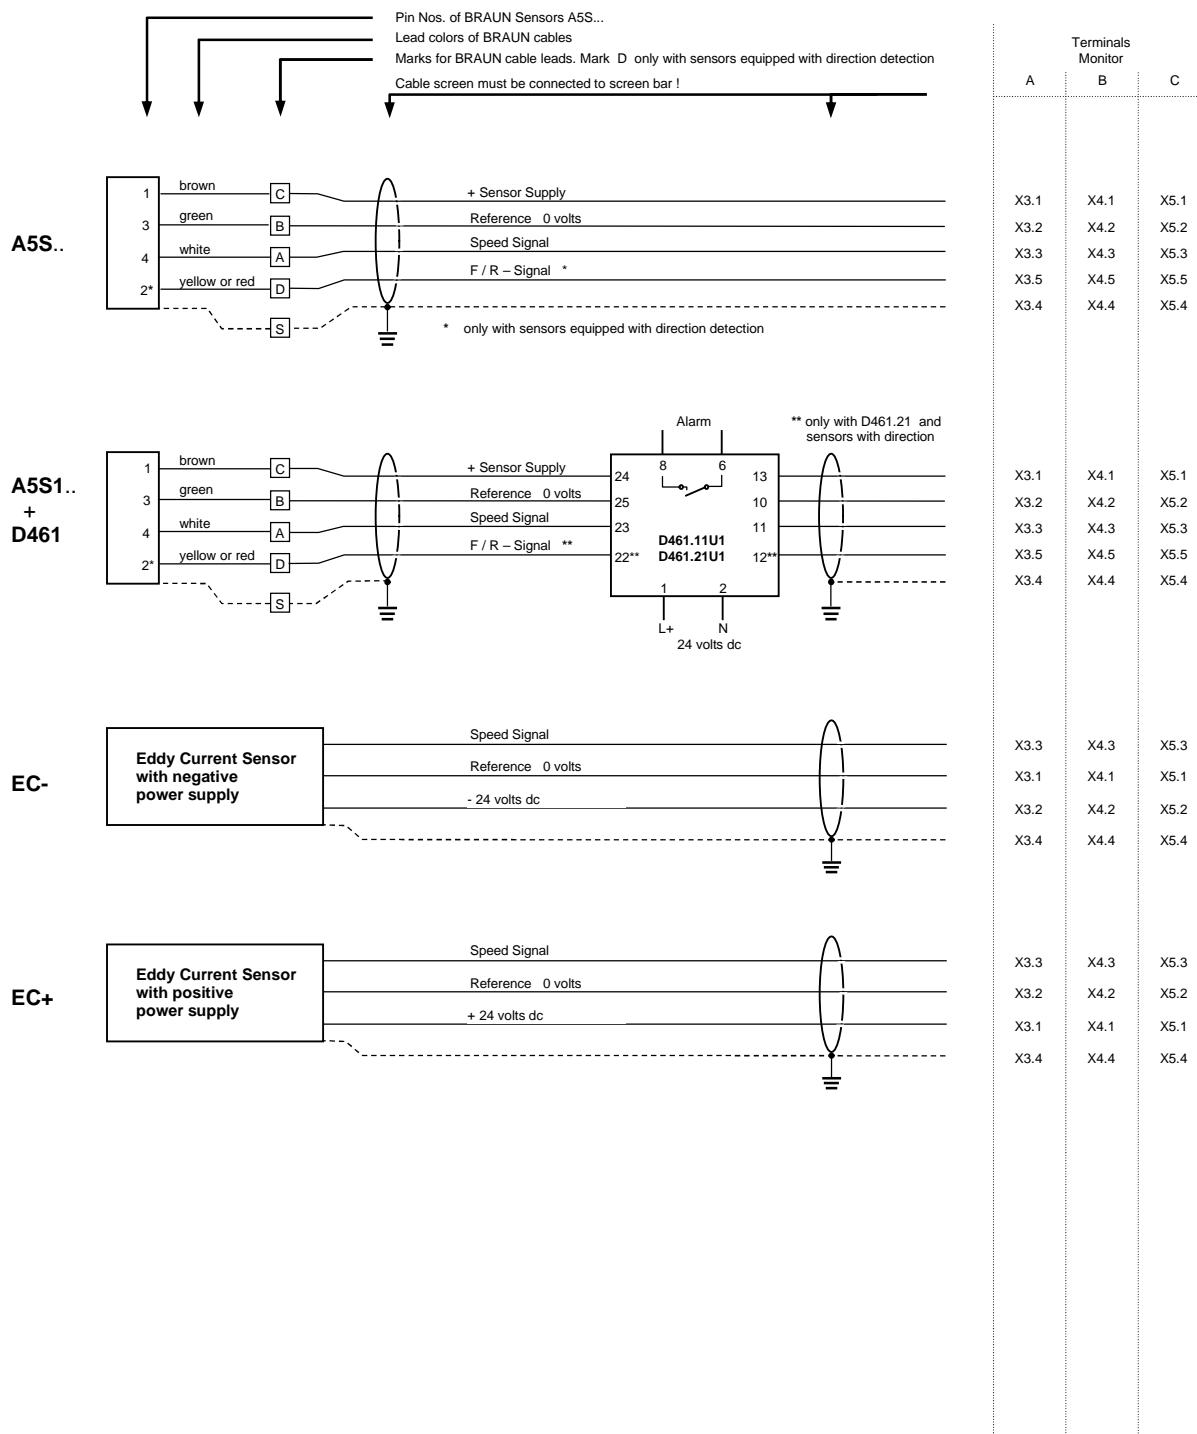 Pin Nos. of BRAUN Sensors A5S...
Lead colors of BRAUN cables
Marks for BRAUN cable leads. Mark D only with sensors equipped with direction detection
Cable screen must be connected to screen bar !
Terminals
Monitor
A B C
A5S..
1 brown C + Sensor Supply X3.1 X4.1 X5.1
3 green B Reference 0 volts X3.2 X4.2 X5.2
4 white A Speed Signal X3.3 X4.3 X5.3
2* yellow or red D F / R – Signal * X3.5 X4.5 X5.5
S X3.4 X4.4 X5.4
* only with sensors equipped with direction detection
A5S1..
+
D461
Alarm
** only with D461.21 and
sensors with direction
8 6
1 brown C + Sensor Supply 24 13 X3.1 X4.1 X5.1
3 green B Reference 0 volts 25 10 X3.2 X4.2 X5.2
4 white A Speed Signal 23 11 X3.3 X4.3 X5.3
D461.11U1
D461.21U1
2* yellow or red D F / R – Signal ** 22** 12** X3.5 X4.5 X5.5
S X3.4 X4.4 X5.4
1 2
L+ N
24 volts dc
EC-
Eddy Current Sensor
with negative
power supply
Speed Signal X3.3 X4.3 X5.3
Reference 0 volts X3.1 X4.1 X5.1
- 24 volts dc X3.2 X4.2 X5.2
X3.4 X4.4 X5.4
EC+
Eddy Current Sensor
with positive
power supply
Speed Signal X3.3 X4.3 X5.3
Reference 0 volts X3.2 X4.2 X5.2
+ 24 volts dc X3.1 X4.1 X5.1
X3.4 X4.4 X5.4